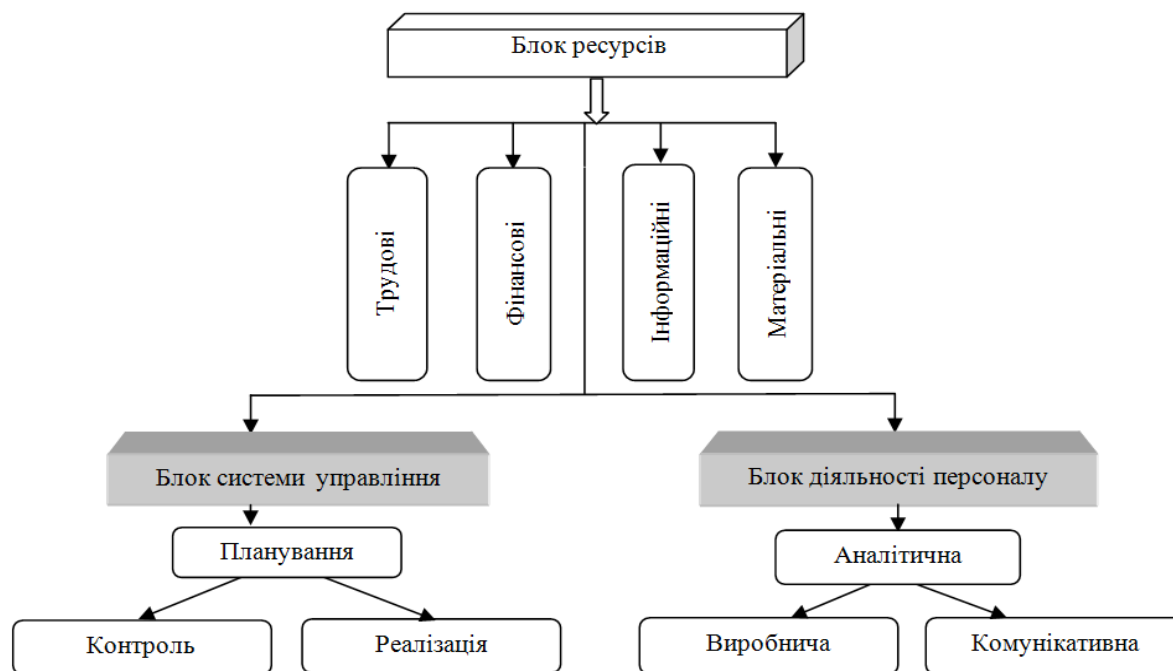 Блок ресурсів
Трудові
Фінансові
Інформаційні
Матеріальні
Блок системи управління
Блок діяльності персоналу
Планування
Аналітична
Контроль
Реалізація
Виробнича
Комунікативна